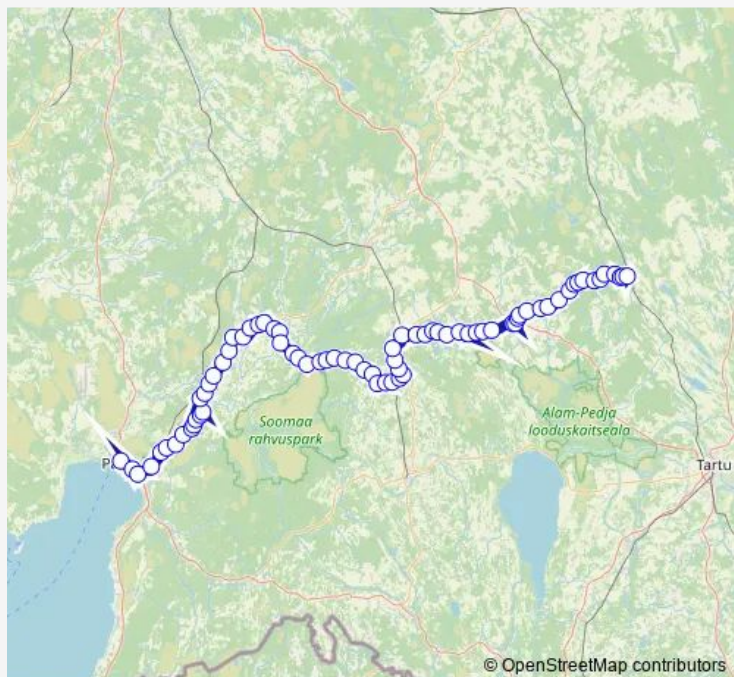 Soomaa
rahvuspark
Alam-Pedja
looduskaitseala
Tartu
© OpenStreetMap contributors